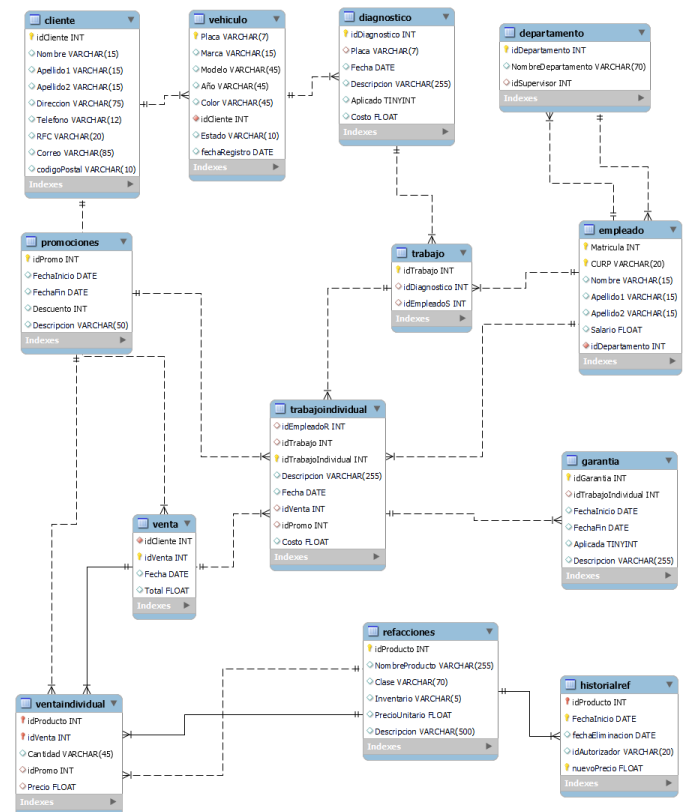 cliente
idCliente INT
Nombre VARCHAR(15)
Apellido1 VARCHAR(15)
Apellido2 VARCHAR(15)
Direccion VARCHAR(75)
Telefono VARCHAR(12)
RFC VARCHAR(20)
Correo VARCHAR(85)
codigoPostal VARCHAR(10)
Indexes
vehiculo
Placa VARCHAR(7)
Marca VARCHAR(15)
Modelo VARCHAR(45)
Año VARCHAR(45)
Color VARCHAR(45)
idCliente INT
Estado VARCHAR(10)
fechaRegistro DATE
Indexes
diagnostico
idDiagnostico INT
Placa VARCHAR(7)
Fecha DATE
Descripcion VARCHAR(255)
Aplicado TINYINT
Costo FLOAT
Indexes
departamento
idDepartamento INT
NombreDepartamento VARCHAR(70)
idSupervisor INT
Indexes
promociones
idPromo INT
FechaInicio DATE
FechaFin DATE
Descuento INT
Descripcion VARCHAR(50)
Indexes
trabajo
idTrabajo INT
idDiagnostico INT
idEmpleadoS INT
Indexes
empleado
Matricula INT
CURP VARCHAR(20)
Nombre VARCHAR(15)
Apellido1 VARCHAR(15)
Apellido2 VARCHAR(15)
Salario FLOAT
idDepartamento INT
Indexes
trabajoindividual
idEmpleadoR INT
idTrabajo INT
idTrabajoIndividual INT
Descripcion VARCHAR(255)
Fecha DATE
idVenta INT
idPromo INT
Costo FLOAT
Indexes
garantia
idGarantia INT
idTrabajoIndividual INT
FechaInicio DATE
FechaFin DATE
Aplicada TINYINT
Descripcion VARCHAR(255)
Indexes
venta
idCliente INT
idVenta INT
Fecha DATE
Total FLOAT
Indexes
refacciones
idProducto INT
NombreProducto VARCHAR(255)
Clase VARCHAR(70)
Inventario VARCHAR(5)
PrecioUnitario FLOAT
Descripcion VARCHAR(500)
Indexes
historialref
idProducto INT
FechaInicio DATE
fechaEliminacion DATE
idAutorizador VARCHAR(20)
nuevoPrecio FLOAT
Indexes
ventaindividual
idProducto INT
idVenta INT
Cantidad VARCHAR(45)
idPromo INT
Precio FLOAT
Indexes